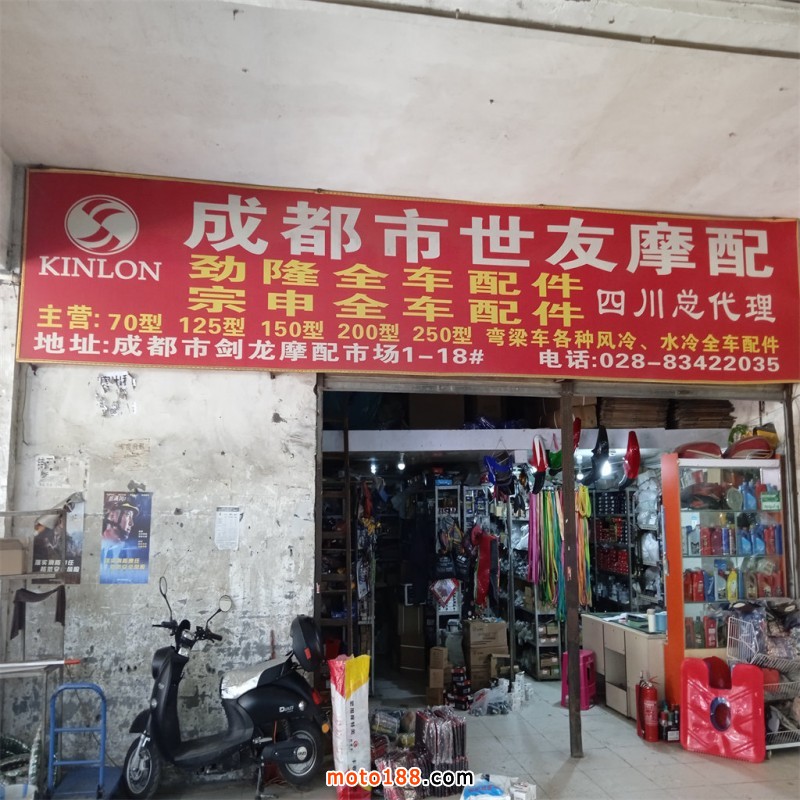 成都市世友摩配
KINLON
劲隆全车配件
宗申全车配件 四川总代理
主营:70型 125型 150型 200型 250型 弯梁车各种风冷、水冷全车配件
地址:成都市剑龙摩配市场1-18# 电话:028-83422035
moto188.com